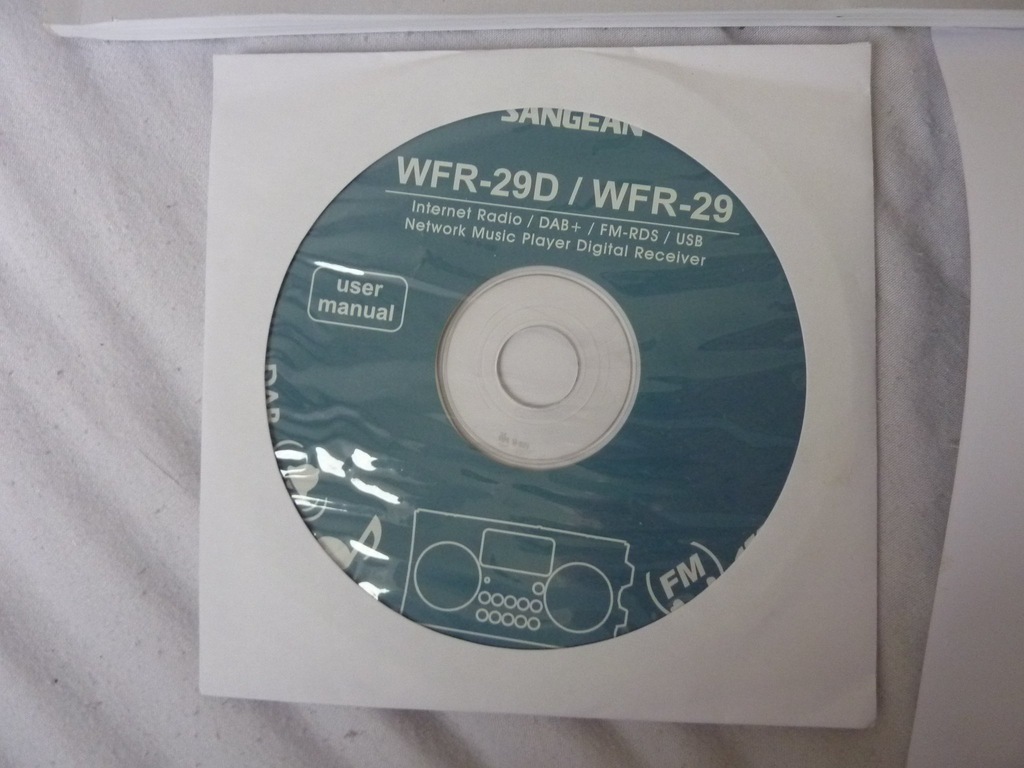 SANGEAN
WFR-29D / WFR-29
Internet Radio / DAB+ / FM-RDS / USB
Network Music Player Digital Receiver
user
manual
DAB
FM